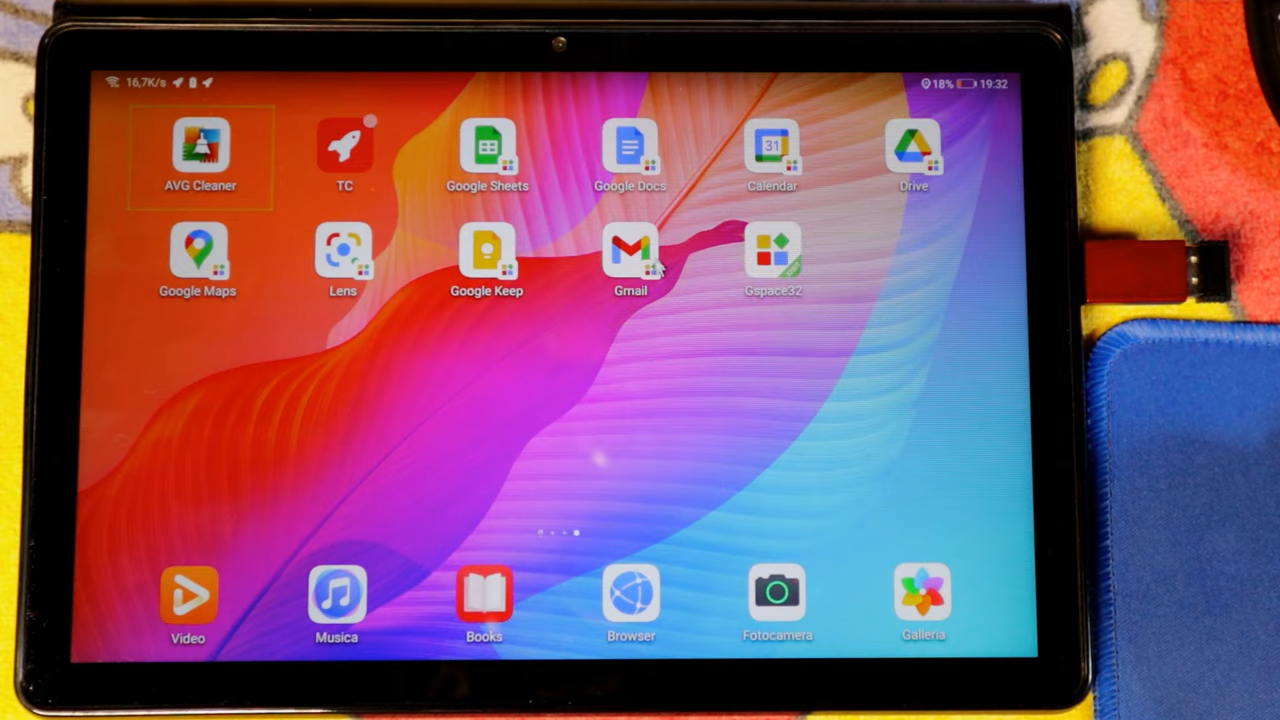 16,7K/s 18% 19:32
AVG Cleaner TC Google Sheets Google Docs Calendar Drive
31
Google Maps Lens Google Keep Gmail Gspace32
Video Musica Books Browser Fotocamera Galleria